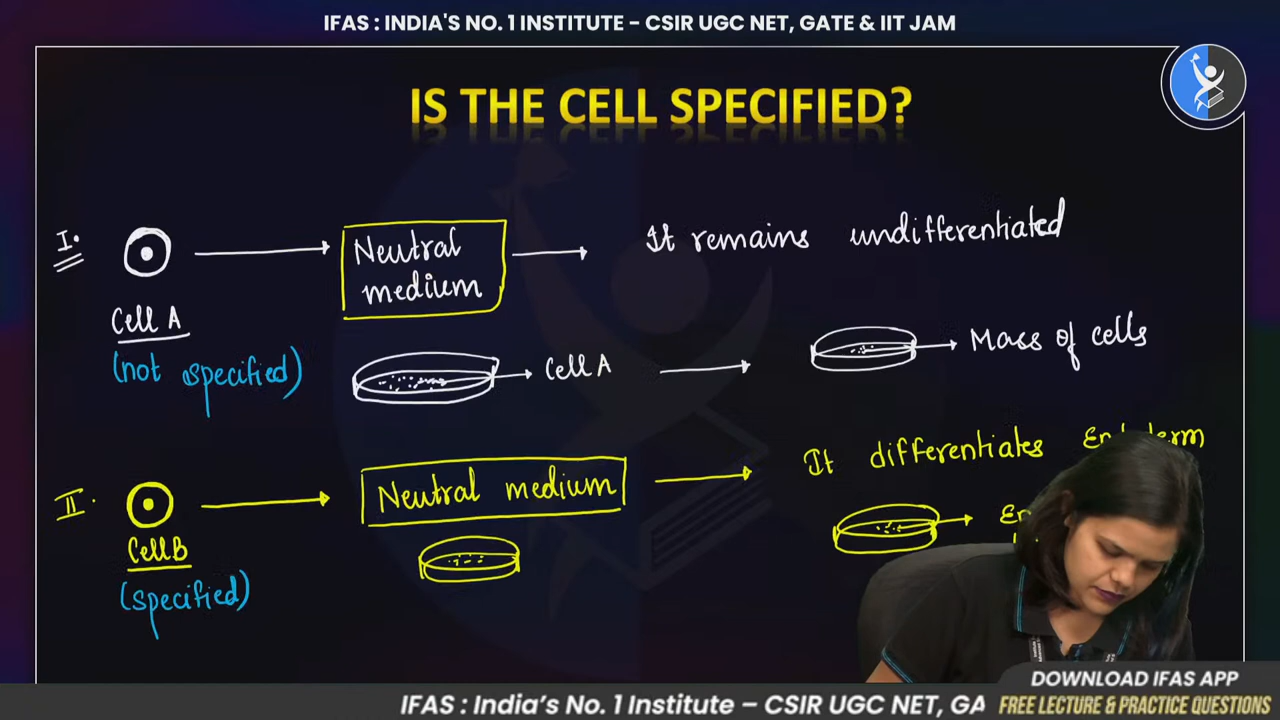 IFAS : INDIA'S NO. 1 INSTITUTE – CSIR UGC NET, GATE & IIT JAM
IS THE CELL SPECIFIED?
I.
Neutral medium
It remains undifferentiated
Cell A
(not specified)
Cell A
Mass of cells
II.
Neutral medium
It differentiates
Cell B
(specified)
DOWNLOAD IFAS APP
IFAS : India's No. 1 Institute – CSIR UGC NET, GA
FREE LECTURE & PRACTICE QUESTIONS